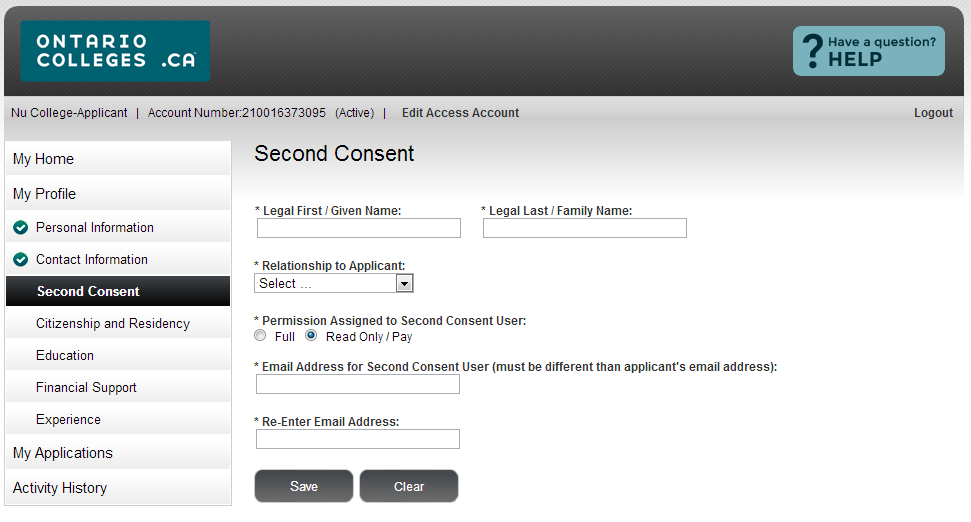 ONTARIO
COLLEGES .CA
? Have a question?
HELP
Nu College-Applicant | Account Number:210016373095 (Active) | Edit Access Account Logout
My Home
My Profile
Personal Information
Contact Information
Second Consent
Citizenship and Residency
Education
Financial Support
Experience
My Applications
Activity History
Second Consent
* Legal First / Given Name: * Legal Last / Family Name:
* Relationship to Applicant:
Select ...
* Permission Assigned to Second Consent User:
Full Read Only / Pay
* Email Address for Second Consent User (must be different than applicant's email address):
* Re-Enter Email Address:
Save Clear